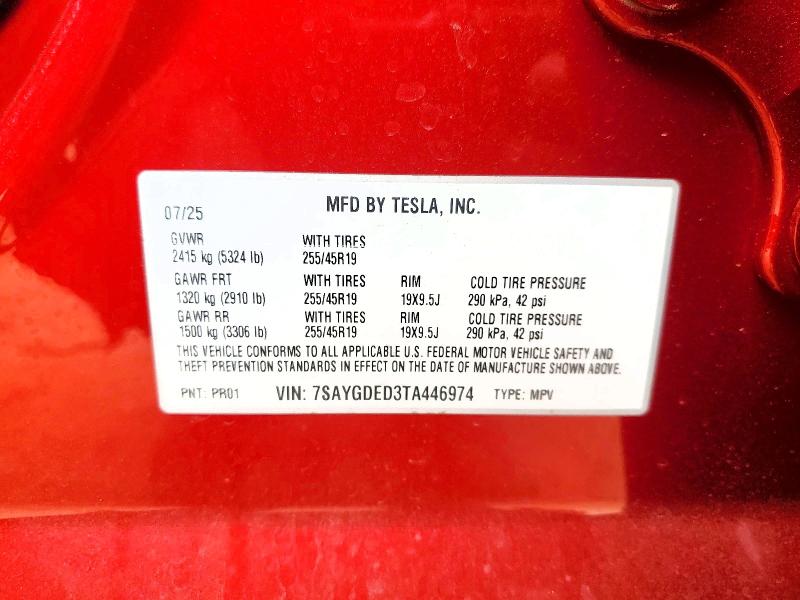 07/25 MFD BY TESLA, INC.
GVWR WITH TIRES
2415 kg (5324 lb) 255/45R19
GAWR FRT WITH TIRES RIM COLD TIRE PRESSURE
1320 kg (2910 lb) 255/45R19 19X9.5J 290 kPa, 42 psi
GAWR RR WITH TIRES RIM COLD TIRE PRESSURE
1500 kg (3306 lb) 255/45R19 19X9.5J 290 kPa, 42 psi
THIS VEHICLE CONFORMS TO ALL APPLICABLE U.S. FEDERAL MOTOR VEHICLE SAFETY AND
THEFT PREVENTION STANDARDS IN EFFECT ON THE DATE OF MANUFACTURE SHOWN ABOVE.
PNT: PR01 VIN: 7SAYGDED3TA446974 TYPE: MPV